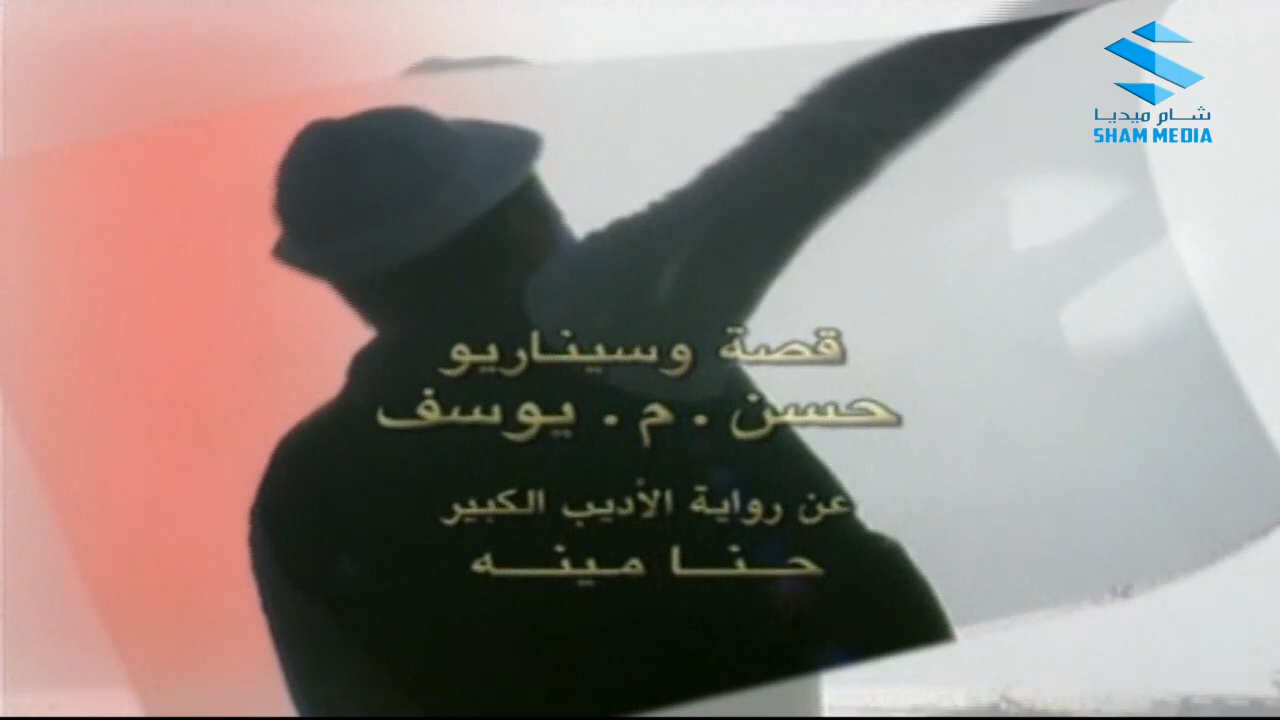 شام ميديا
SHAM MEDIA
قصة وسيناريو
حسن . م . يوسف
عن رواية الأديب الكبير
حنا مينه